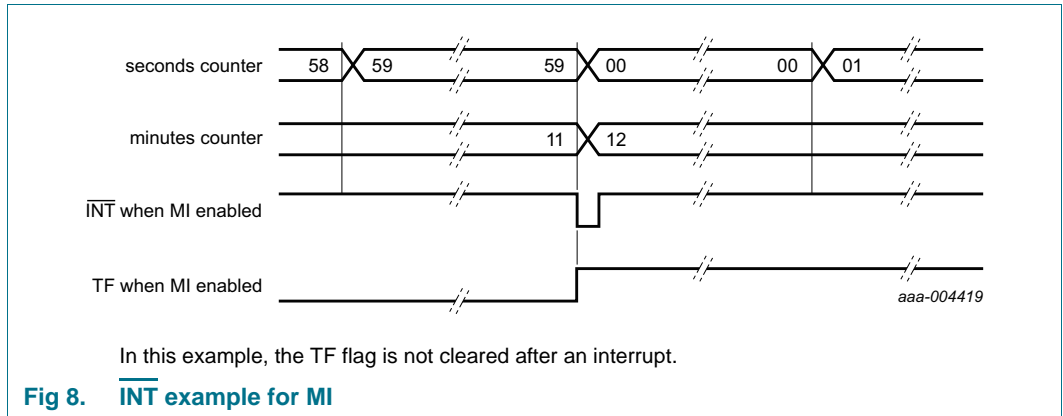 seconds counter 58 59 59 00 00 01
minutes counter 11 12
INT when MI enabled
TF when MI enabled
aaa-004419
In this example, the TF flag is not cleared after an interrupt.
Fig 8. INT example for MI